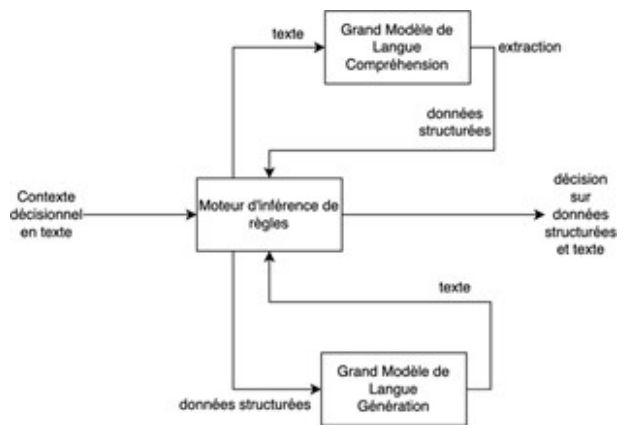 texte
Grand Modèle de
Langue
Compréhension
extraction
données
structurées
Contexte
décisionnel
en texte
Moteur d'inférence de
règles
décision
sur
données
structurées
et texte
texte
Grand Modèle de
Langue
Génération
données structurées